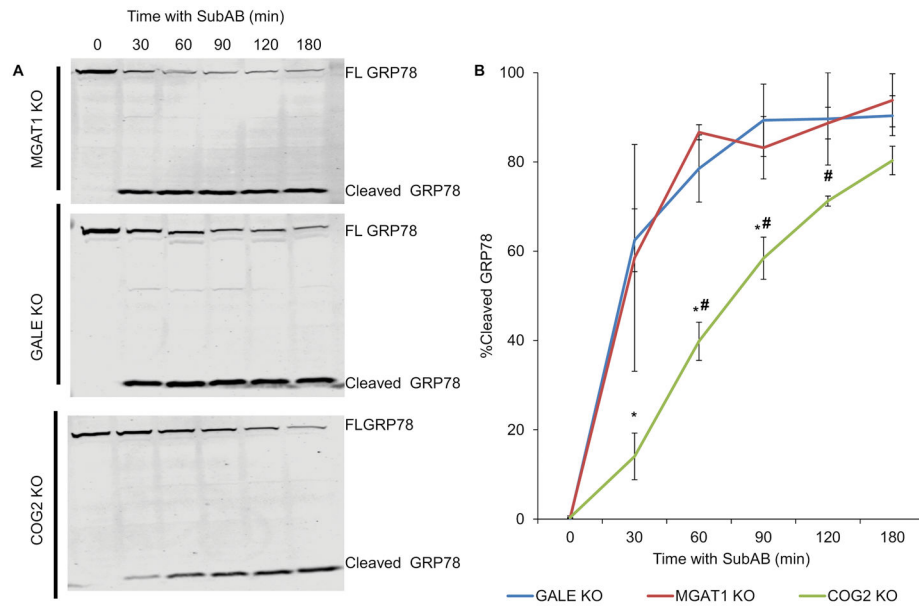 Time with SubAB (min)
0 30 60 90 120 180
A
MGAT1 KO
FL GRP78
Cleaved GRP78
GALE KO
FL GRP78
Cleaved GRP78
COG2 KO
FLGRP78
Cleaved GRP78
B
%Cleaved GRP78
100
80
60
40
20
0
*
*#
*#
#
0 30 60 90 120 180
Time with SubAB (min)
GALE KO MGAT1 KO COG2 KO